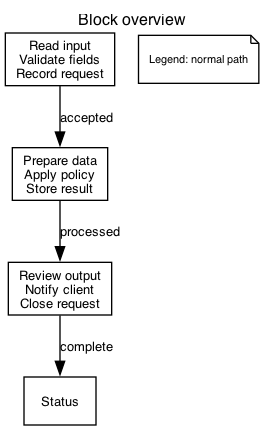 Block overview
Read input
Validate fields
Record request
Legend: normal path
accepted
Prepare data
Apply policy
Store result
processed
Review output
Notify client
Close request
complete
Status